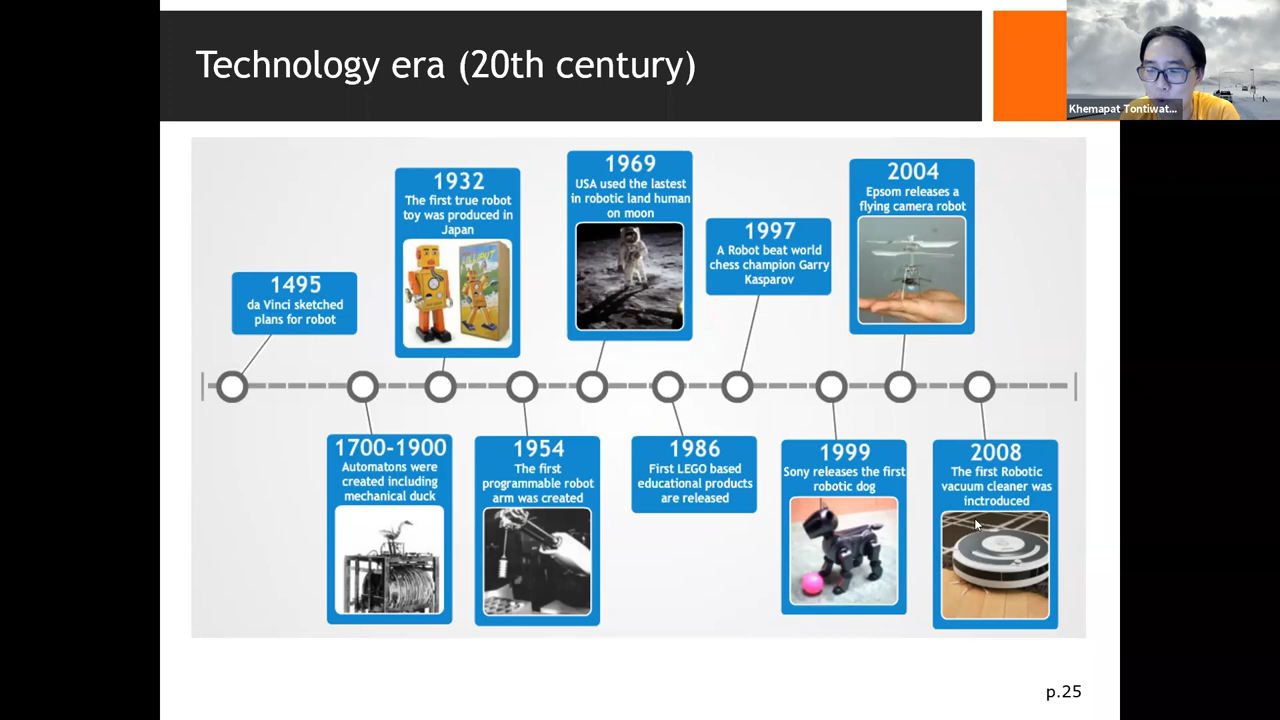 Technology era (20th century)
Khemapat Tontiwat...
1495
da Vinci sketched
plans for robot
1700-1900
Automatons were
created including
mechanical duck
1932
The first true robot
toy was produced in
Japan
LILLIPUT
1954
The first
programmable robot
arm was created
1969
USA used the lastest
in robotic land human
on moon
1986
First LEGO based
educational products
are released
1997
A Robot beat world
chess champion Garry
Kasparov
1999
Sony releases the first
robotic dog
2004
Epsom releases a
flying camera robot
2008
The first Robotic
vacuum cleaner was
inctroduced
p.25